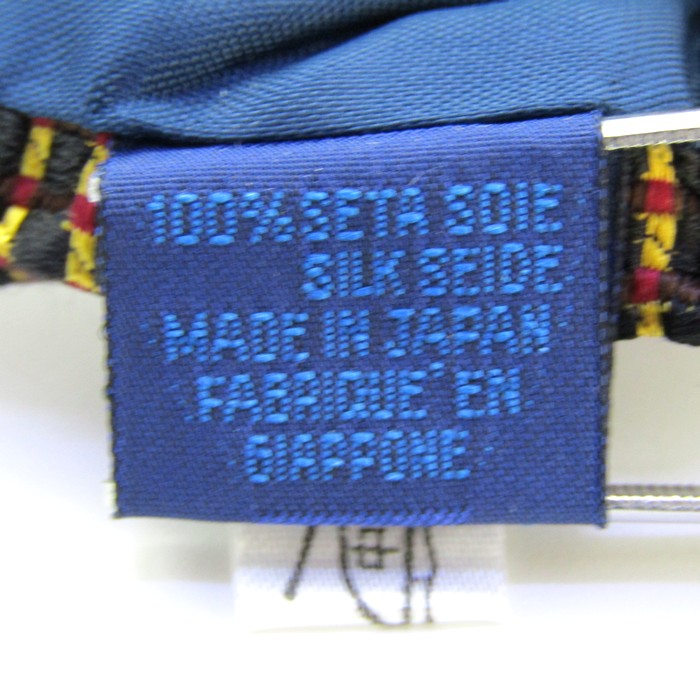 100% SETA SOIE
SILK SEIDE
MADE IN JAPAN
FABRIQUE' EN
GIAPPONE